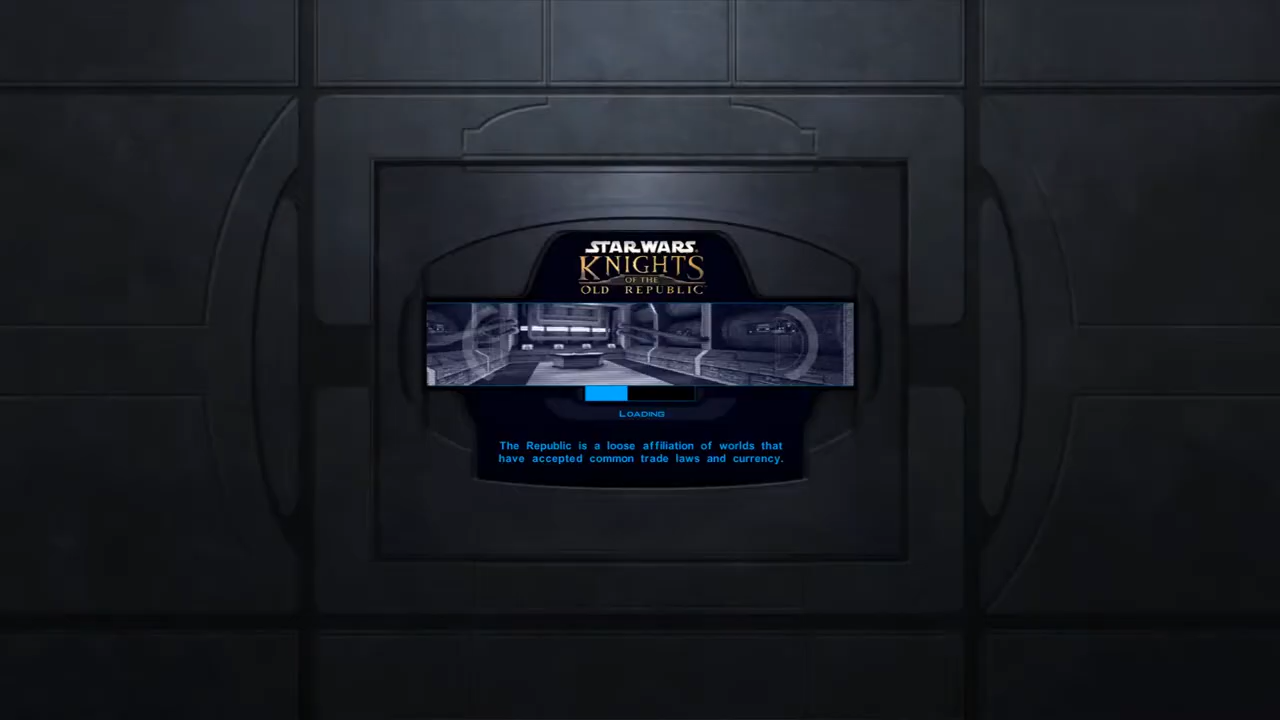 STAR WARS
KNIGHTS
OF THE
OLD REPUBLIC
LOADING
The Republic is a loose affiliation of worlds that
have accepted common trade laws and currency.